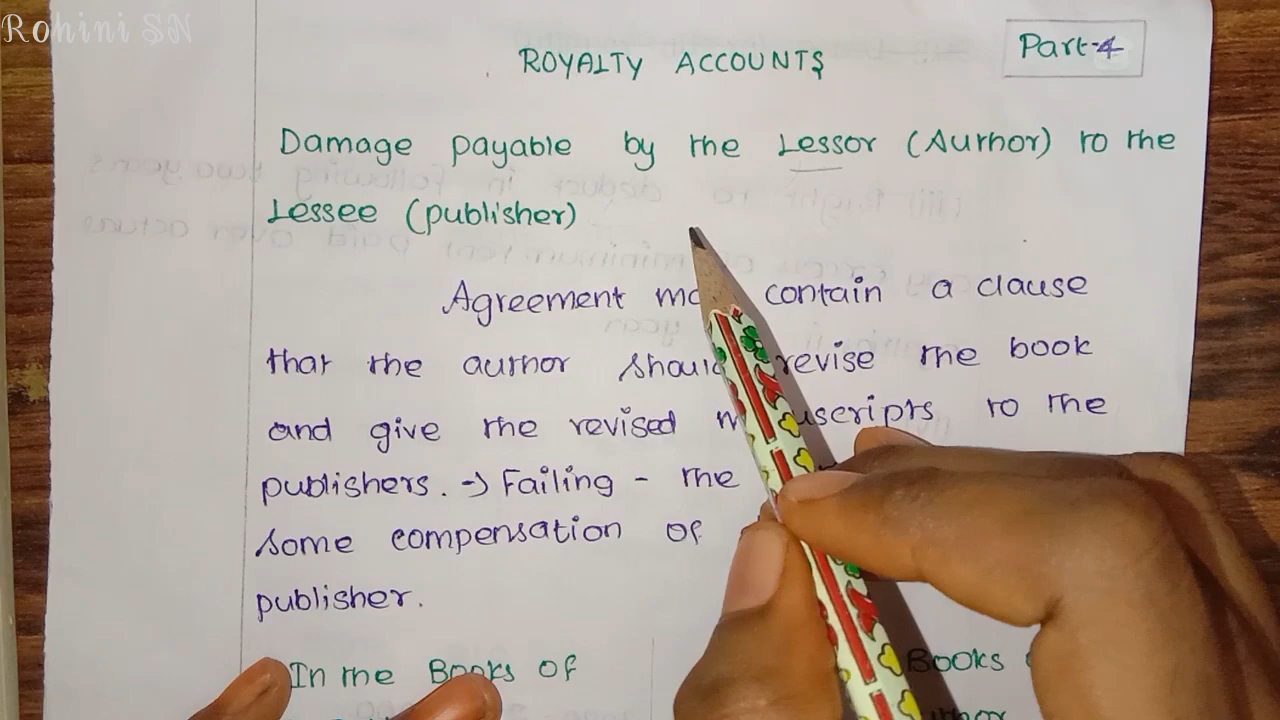 Rohini SN
ROYALTY ACCOUNTS
Part-4
Damage payable by the Lessor (Author) to the
Lessee (publisher)
Agreement contain a clause
that the author should revise the book
and give the revised to the
publishers. → Failing - the
some compensation of
publisher.
In the Books of
Books